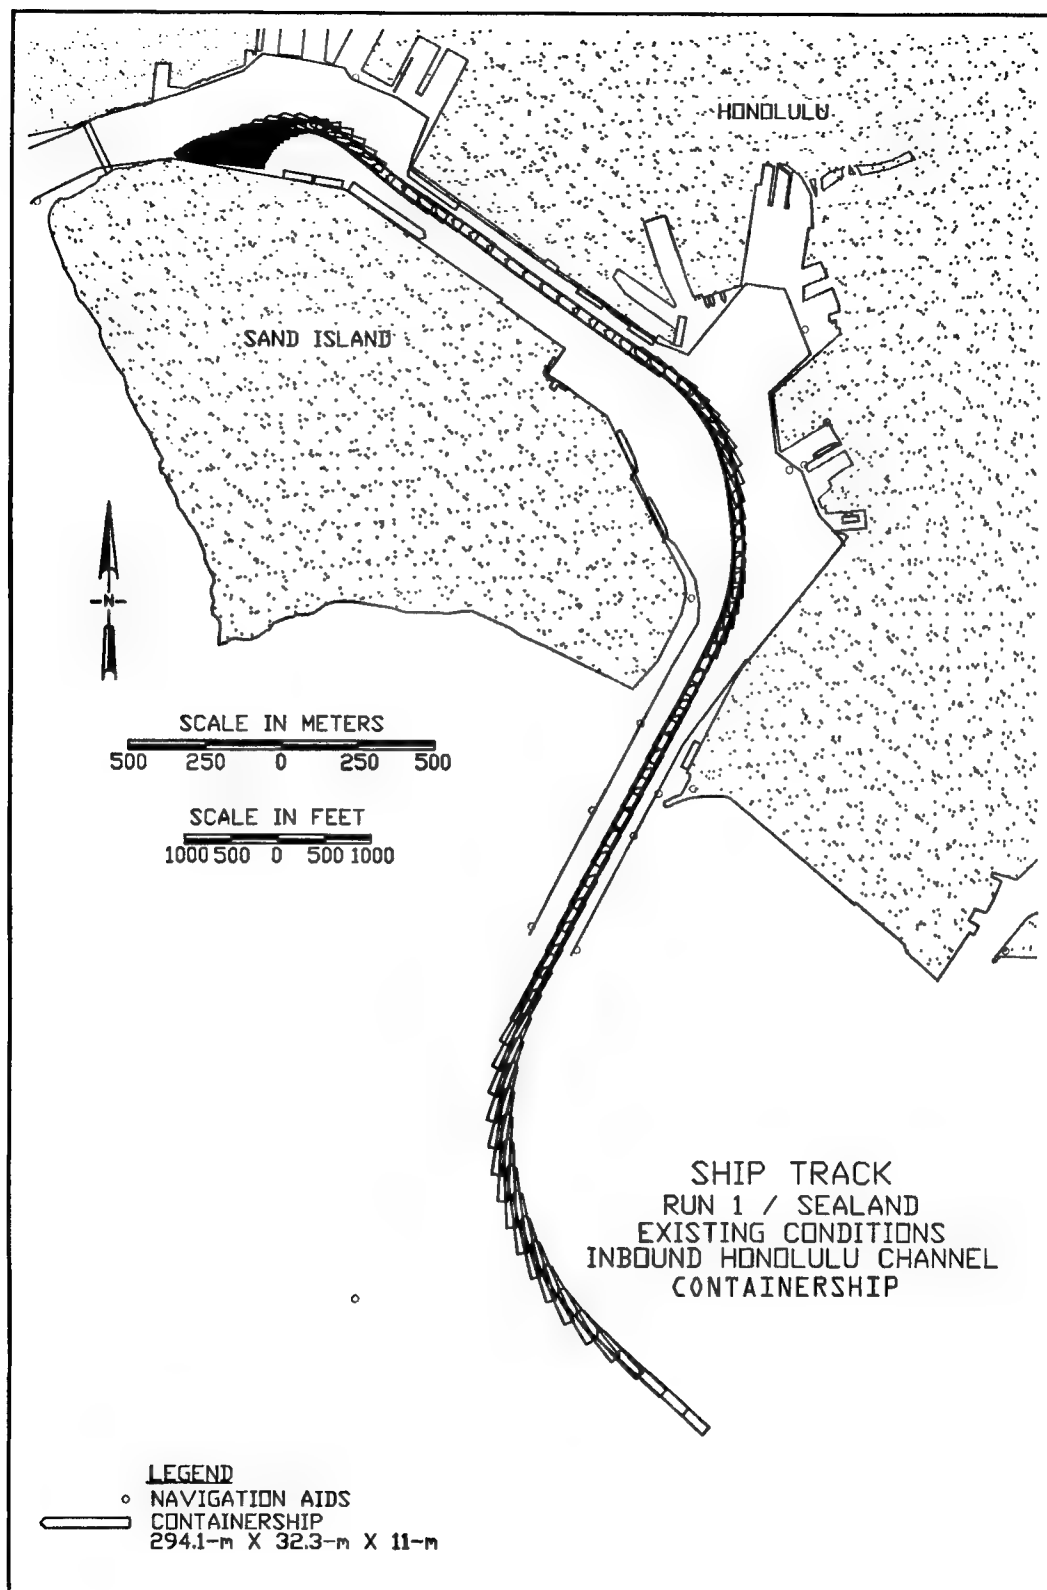 HONOLULU
SAND ISLAND
N
SCALE IN METERS
500 250 0 250 500
SCALE IN FEET
1000 500 0 500 1000
SHIP TRACK
RUN 1 / SEALAND
EXISTING CONDITIONS
INBOUND HONOLULU CHANNEL
CONTAINERSHIP
LEGEND
NAVIGATION AIDS
CONTAINERSHIP
294.1-m X 32.3-m X 11-m